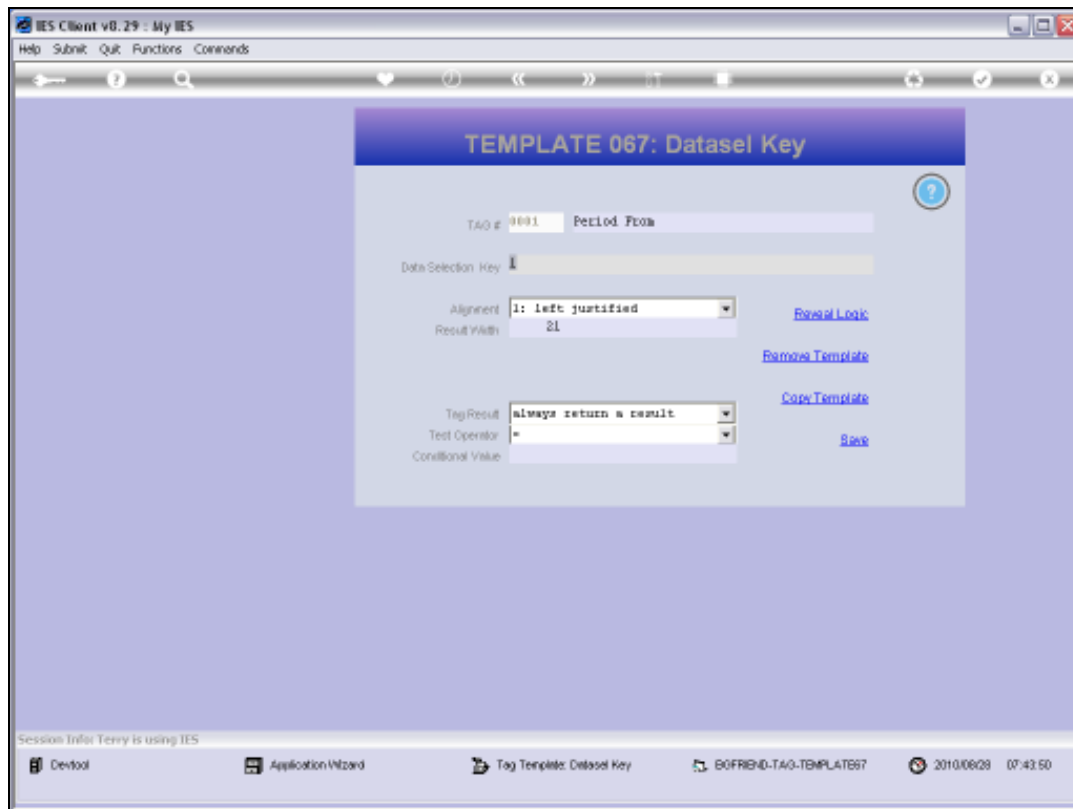 IES Client v8.29 : My IES
Help Submit Quit Functions Commands
TEMPLATE 067: Datasel Key
TAG # 0001 Period From
Data Selection Key 1
Alignment 1: left justified
Reveal Logic
Result Width 21
Remove Template
Copy Template
Tag Result always return a result
Test Operator =
Save
Conditional Value
Session Info: Terry is using IES
Devtool Application Wizard Tag Template: Datasel Key BOFRIEND-TAG-TEMPLATE67 2010/08/28 07:43:50